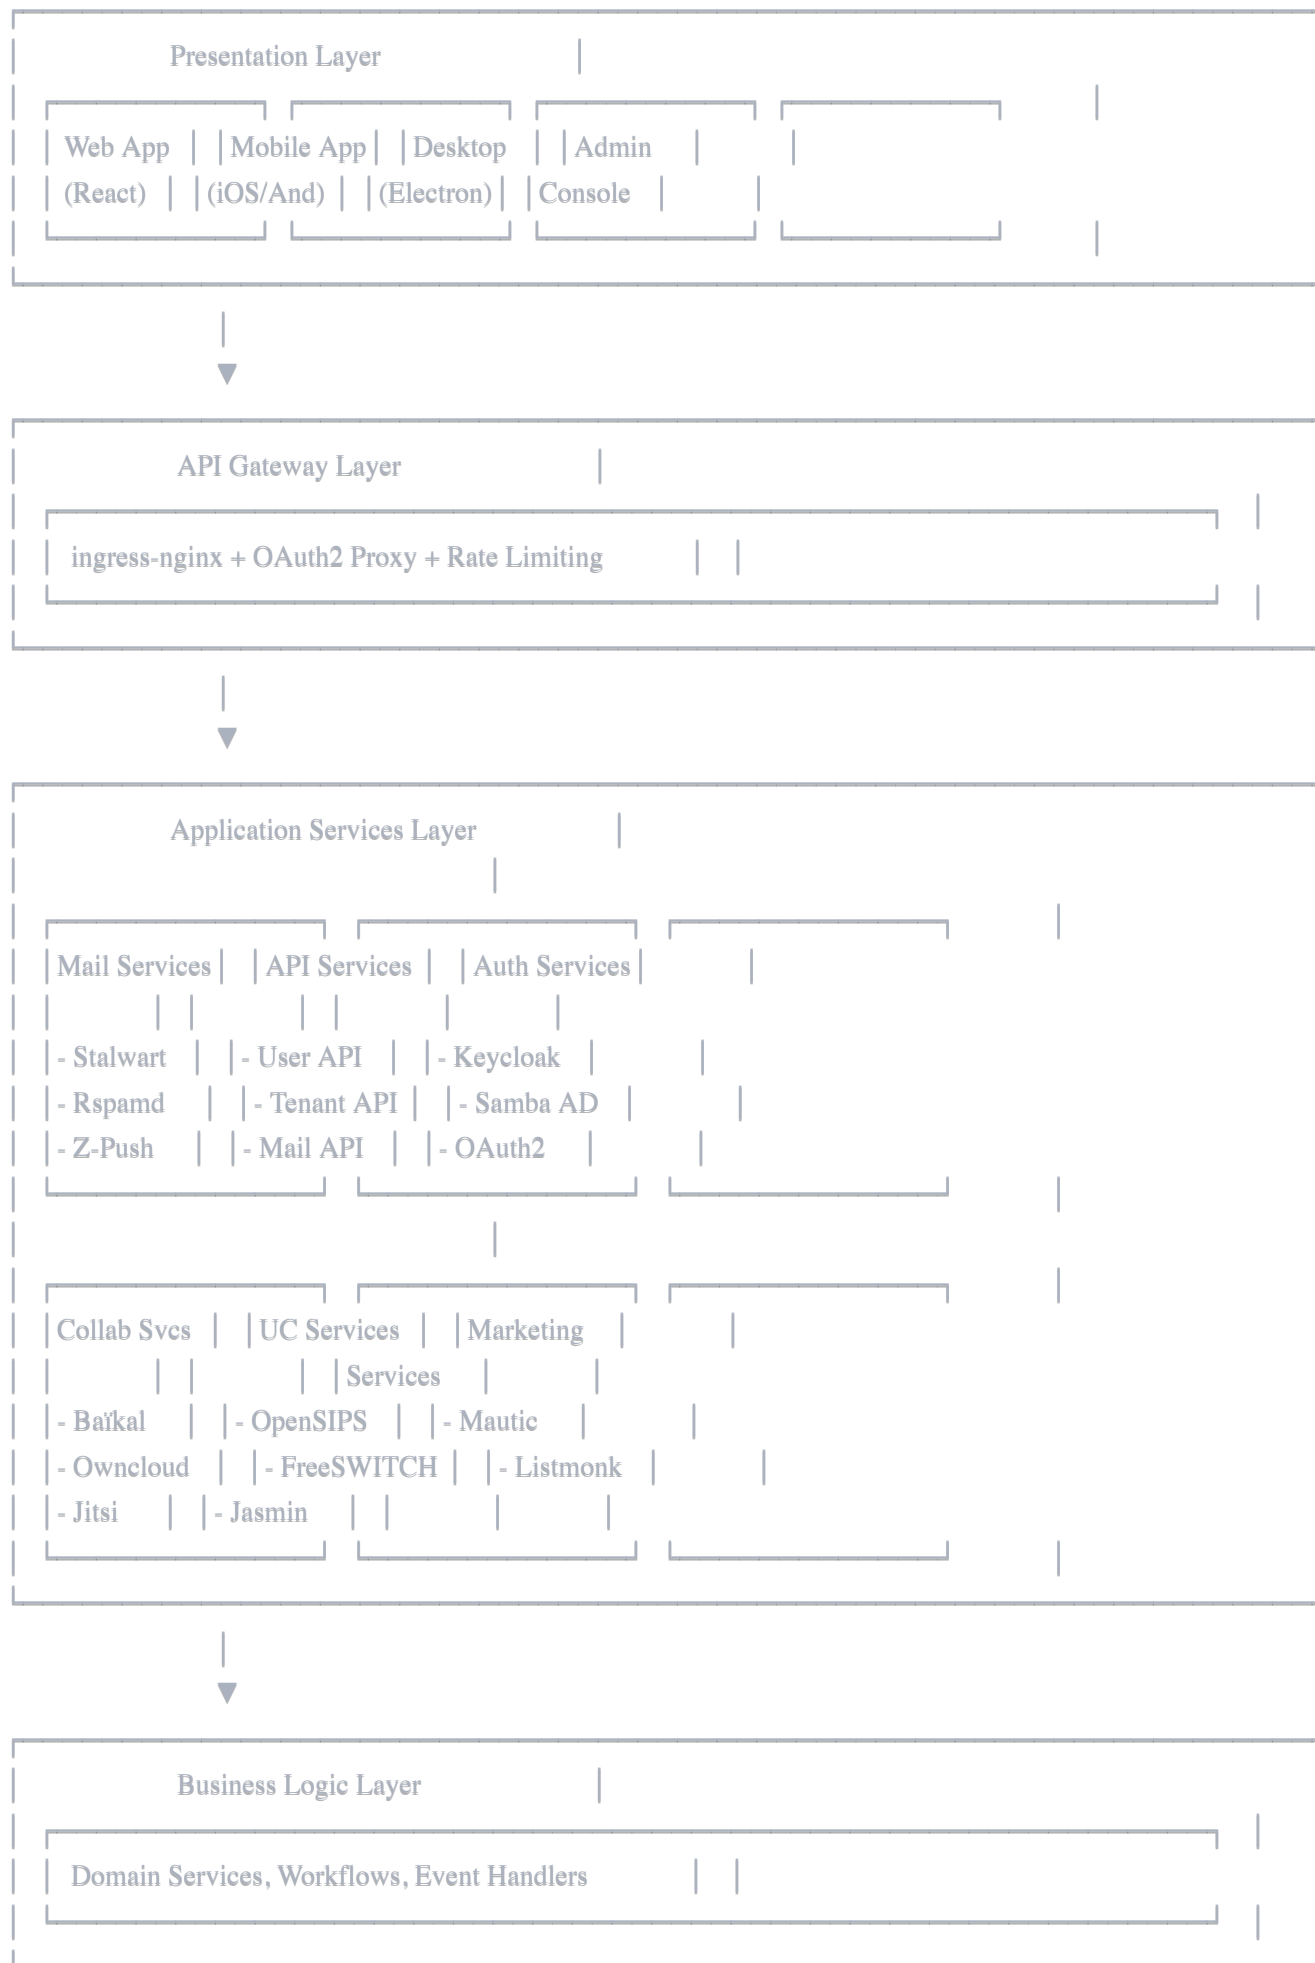 Presentation Layer
Web App Mobile App Desktop Admin
(React) (iOS/And) (Electron) Console
API Gateway Layer
ingress-nginx + OAuth2 Proxy + Rate Limiting
Application Services Layer
Mail Services API Services Auth Services
- Stalwart - User API - Keycloak
- Rspamd - Tenant API - Samba AD
- Z-Push - Mail API - OAuth2
Collab Svcs UC Services Marketing
Services
- Baïkal - OpenSIPS - Mautic
- Owncloud - FreeSWITCH - Listmonk
- Jitsi - Jasmin
Business Logic Layer
Domain Services, Workflows, Event Handlers